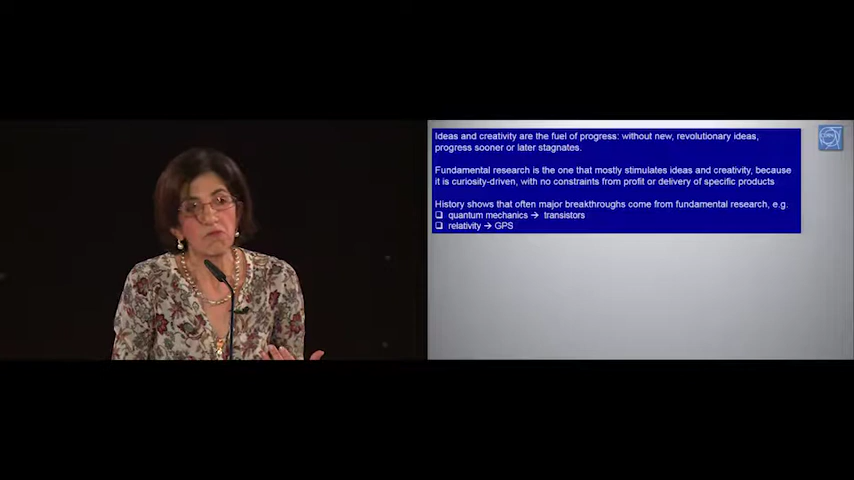 Ideas and creativity are the fuel of progress: without new, revolutionary ideas,
progress sooner or later stagnates.
Fundamental research is the one that mostly stimulates ideas and creativity, because
it is curiosity-driven, with no constraints from profit or delivery of specific products
History shows that often major breakthroughs come from fundamental research, e.g.
quantum mechanics → transistors
relativity → GPS
CERN